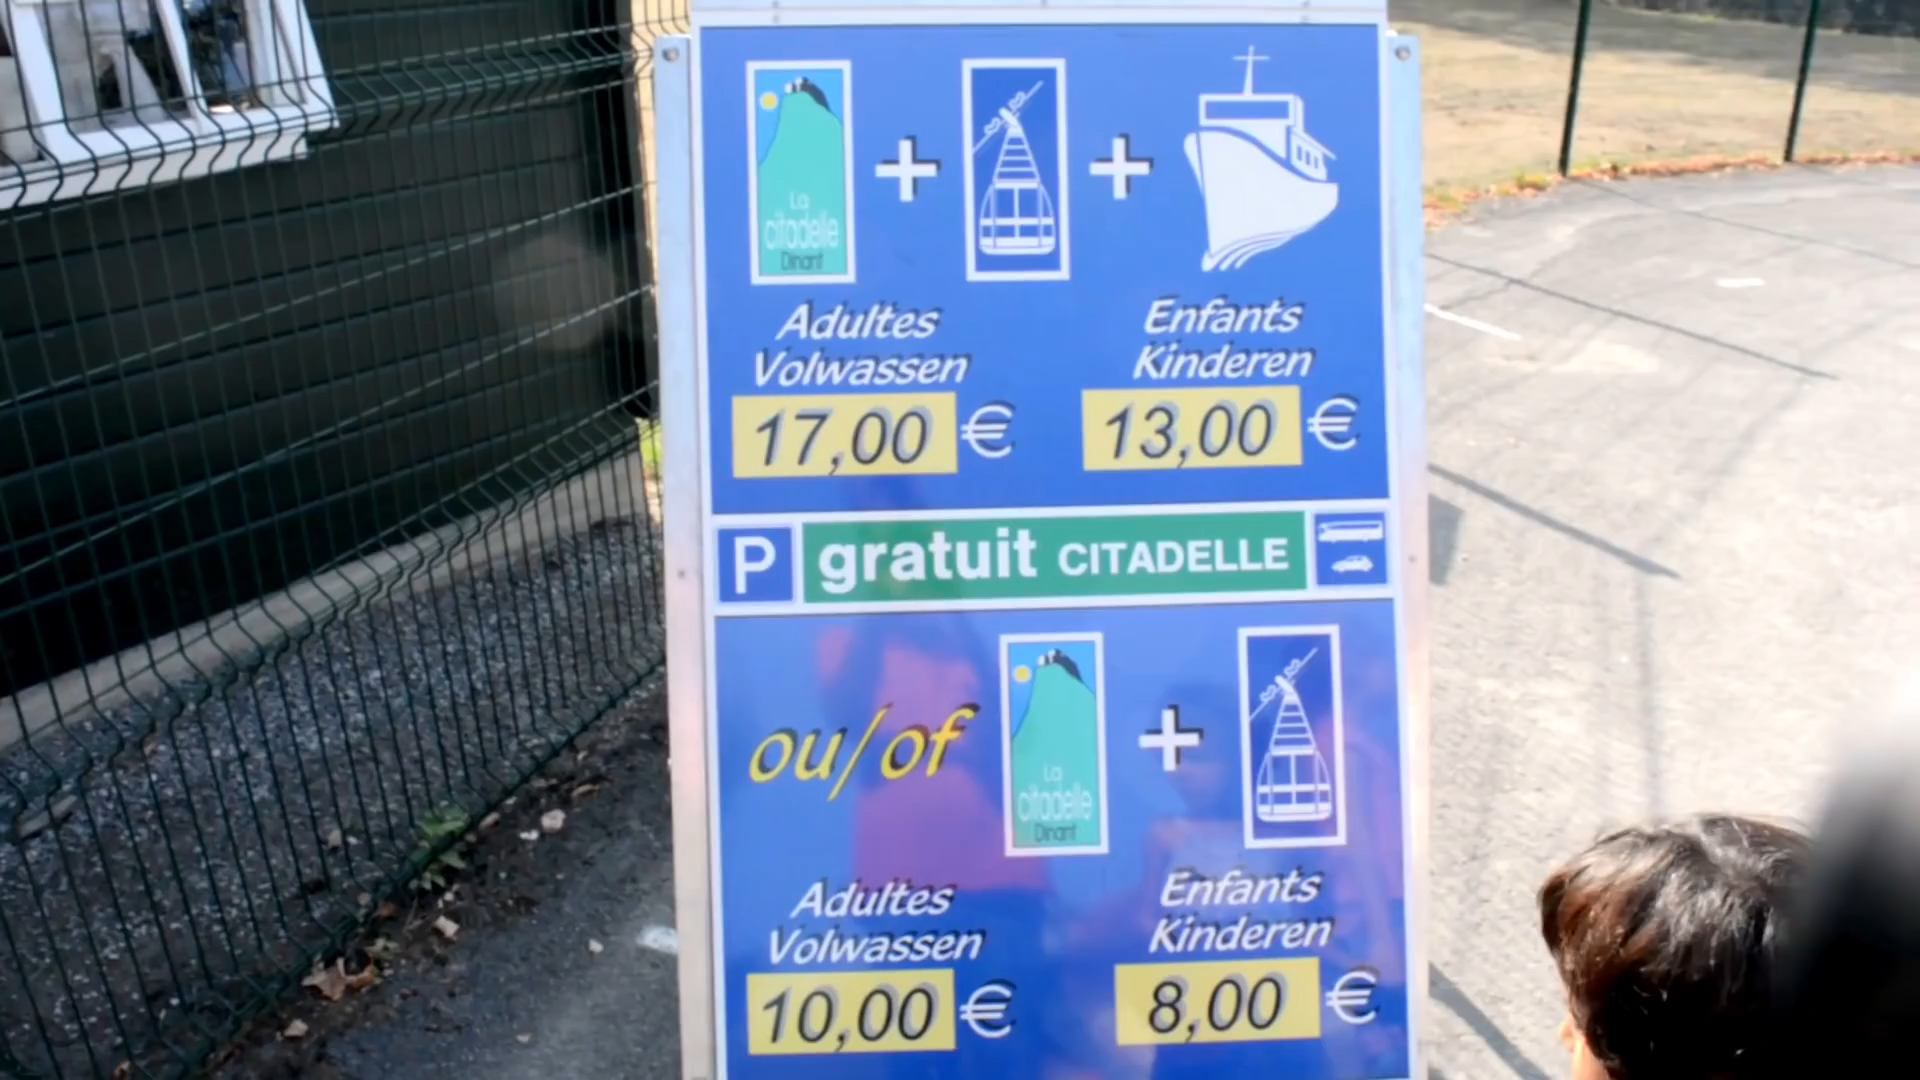 La
citadelle
Dinant
+
+
Adultes
Volwassen
17,00 €
Enfants
Kinderen
13,00 €
P gratuit CITADELLE
ou/of
La
citadelle
Dinant
+
Adultes
Volwassen
10,00 €
Enfants
Kinderen
8,00 €